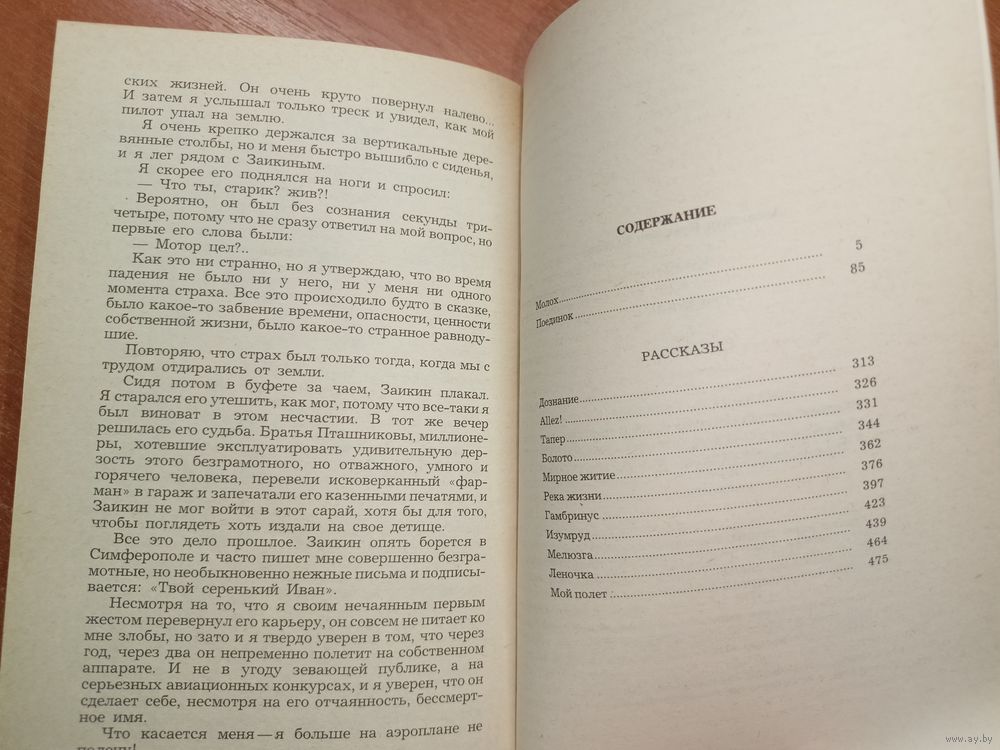 ских жизней. Он очень круто повернул налево...
И затем я услышал только треск и увидел, как мой
пилот упал на землю.
Я очень крепко держался за вертикальные дере-
вянные столбы, но и меня быстро вышибло с сиденья,
и я лег рядом с Заикиным.
Я скорее его поднялся на ноги и спросил:
— Что ты, старик? жив?!
Вероятно, он был без сознания секунды три-
четыре, потому что не сразу ответил на мой вопрос, но
первые его слова были:
— Мотор цел?..
Как это ни странно, но я утверждаю, что во время
падения не было ни у него, ни у меня ни одного
момента страха. Все это происходило будто в сказке,
было какое-то забвение времени, опасности, ценности
собственной жизни, было какое-то странное равноду-
шие.
Повторяю, что страх был только тогда, когда мы с
трудом отдирались от земли.
Сидя потом в буфете за чаем, Заикин плакал.
Я старался его утешить, как мог, потому что все-таки я
был виноват в этом несчастии. В тот же вечер
решилась его судьба. Братья Пташниковы, миллионе-
ры, хотевшие эксплуатировать удивительную дер-
зость этого безграмотного, но отважного, умного и
горячего человека, перевели исковерканный «фар-
ман» в гараж и запечатали его казенными печатями, и
Заикин не мог войти в этот сарай, хотя бы для того,
чтобы поглядеть хоть издали на свое детище.
Все это дело прошлое. Заикин опять борется в
Симферополе и часто пишет мне совершенно безгра-
мотные, но необыкновенно нежные письма и подписы-
вается: «Твой серенький Иван».
Несмотря на то, что я своим нечаянным первым
жестом перевернул его карьеру, он совсем не питает ко
мне злобы, но зато и я твердо уверен в том, что через
год, через два он непременно полетит на собственном
аппарате. И не в угоду зевающей публике, а на
серьезных авиационных конкурсах, и я уверен, что он
сделает себе, несмотря на его отчаянность, бессмерт-
ное имя.
Что касается меня — я больше на аэроплане не
полечу!
СОДЕРЖАНИЕ
Молох 5
Поединок 85
РАССКАЗЫ
Дознание 313
Allez! 326
Тапер 331
Болото 344
Мирное житие 362
Река жизни 376
Гамбринус 397
Изумруд 423
Мелюзга 439
Леночка 464
Мой полет 475
www.ay.by